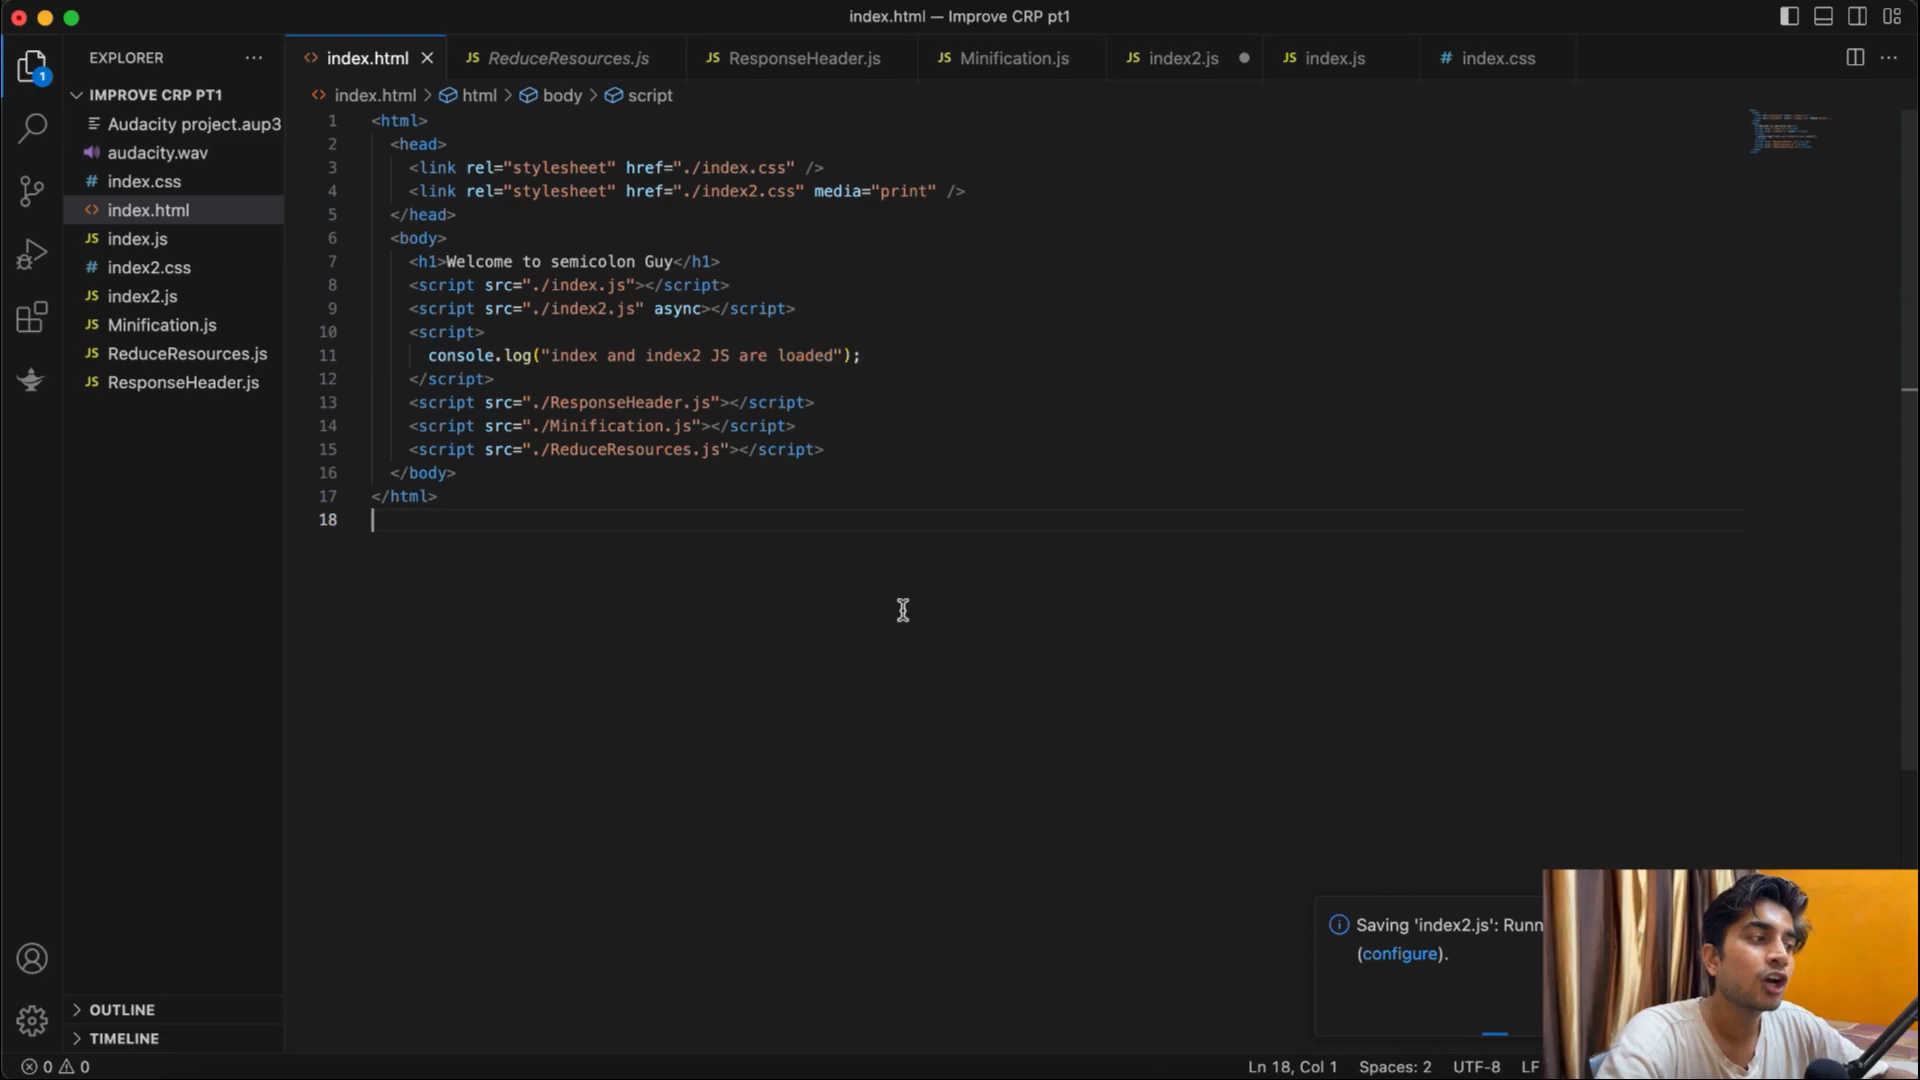 index.html — Improve CRP pt1
EXPLORER
index.html
ReduceResources.js
ResponseHeader.js
Minification.js
index2.js
index.js
index.css
IMPROVE CRP PT1
index.html > html > body > script
1
Audacity project.aup3
audacity.wav
index.css
index.html
index.js
index2.css
index2.js
Minification.js
ReduceResources.js
ResponseHeader.js
1 <html>
2 <head>
3 <link rel="stylesheet" href="./index.css" />
4 <link rel="stylesheet" href="./index2.css" media="print" />
5 </head>
6 <body>
7 <h1>Welcome to semicolon Guy</h1>
8 <script src="./index.js"></script>
9 <script src="./index2.js" async></script>
10 <script>
11 console.log("index and index2 JS are loaded");
12 </script>
13 <script src="./ResponseHeader.js"></script>
14 <script src="./Minification.js"></script>
15 <script src="./ReduceResources.js"></script>
16 </body>
17 </html>
18
Saving 'index2.js': Runn
(configure).
OUTLINE
TIMELINE
0 0
Ln 18, Col 1 Spaces: 2 UTF-8 LF